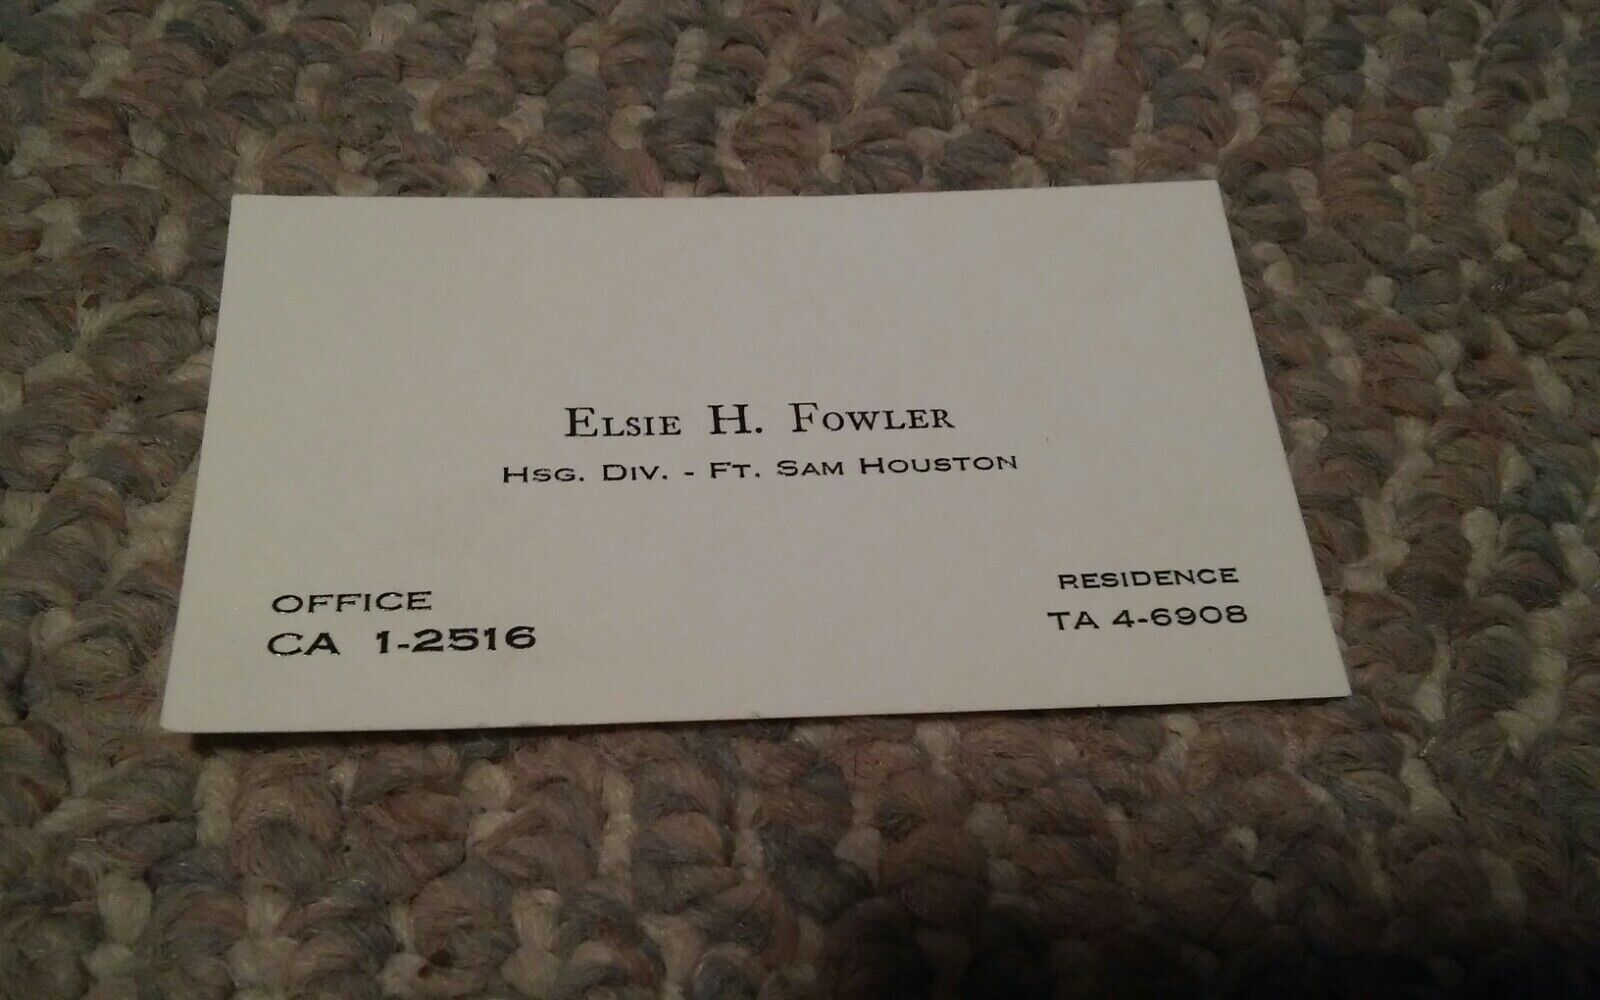 Elsie H. Fowler
Hsg. Div. - Ft. Sam Houston
OFFICE
CA 1-2516
RESIDENCE
TA 4-6908